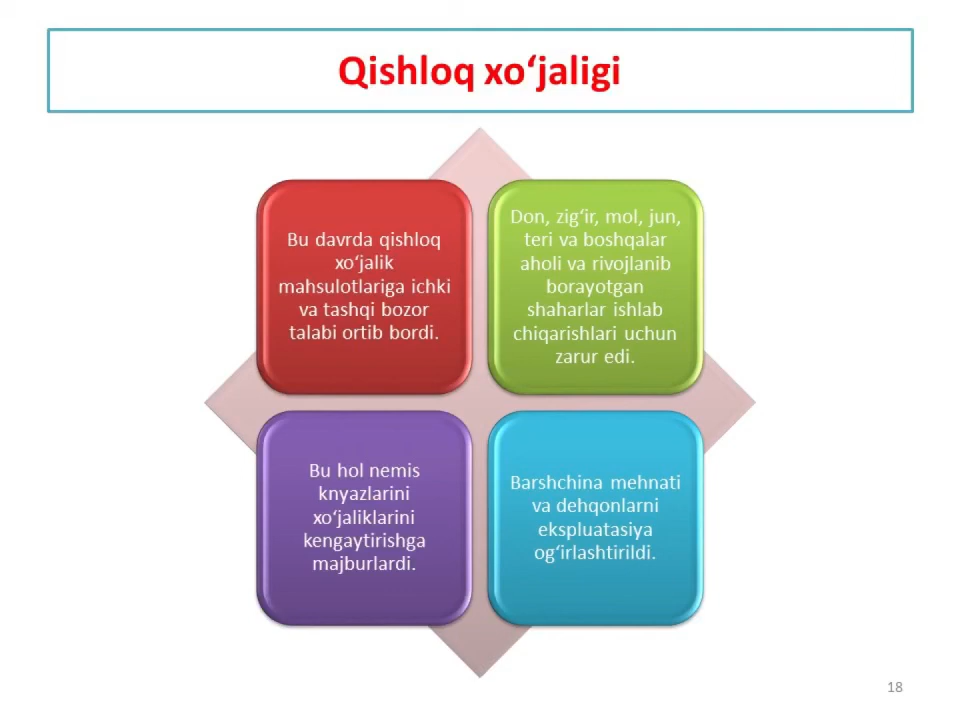 Qishloq xo‘jaligi
Bu davrda qishloq
xo‘jalik
mahsulotlariga ichki
va tashqi bozor
talabi ortib bordi.
Don, zig‘ir, mol, jun,
teri va boshqalar
aholi va rivojlanib
borayotgan
shaharlar ishlab
chiqarishlari uchun
zarur edi.
Bu hol nemis
knyazlarini
xo‘jaliklarini
kengaytirishga
majburlardi.
Barshchina mehnati
va dehqonlarni
ekspluatasiya
og‘irlashtirildi.
18